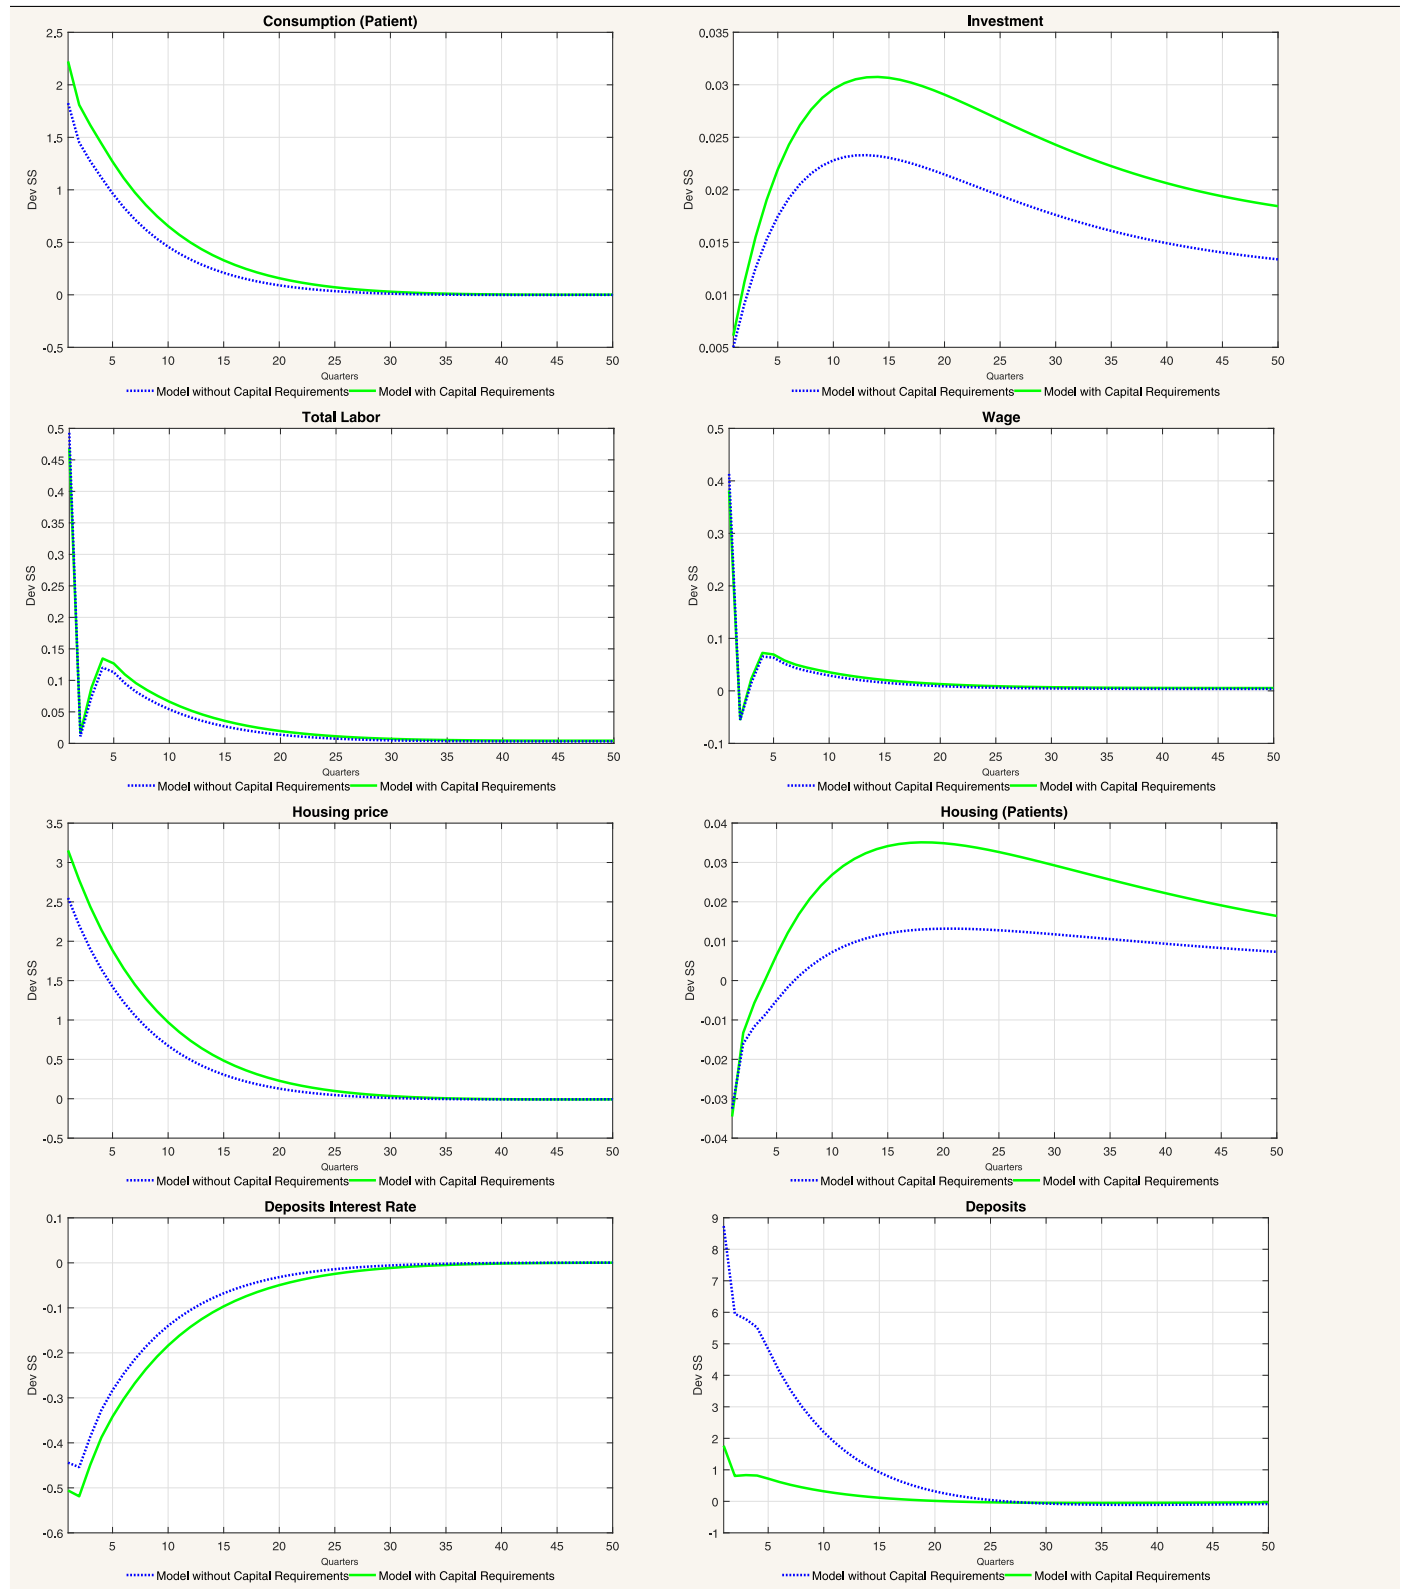 Consumption (Patient)
2.5
2
1.5
1
0.5
0
-0.5
Dev SS
5 10 15 20 25 30 35 40 45 50
Quarters
Model without Capital Requirements Model with Capital Requirements
Investment
0.035
0.03
0.025
0.02
0.015
0.01
0.005
Dev SS
5 10 15 20 25 30 35 40 45 50
Quarters
Model without Capital Requirements Model with Capital Requirements
Total Labor
0.5
0.45
0.4
0.35
0.3
0.25
0.2
0.15
0.1
0.05
0
Dev SS
5 10 15 20 25 30 35 40 45 50
Quarters
Model without Capital Requirements Model with Capital Requirements
Wage
0.5
0.4
0.3
0.2
0.1
0
-0.1
Dev SS
5 10 15 20 25 30 35 40 45 50
Quarters
Model without Capital Requirements Model with Capital Requirements
Housing price
3.5
3
2.5
2
1.5
1
0.5
0
-0.5
Dev SS
5 10 15 20 25 30 35 40 45 50
Quarters
Model without Capital Requirements Model with Capital Requirements
Housing (Patients)
0.04
0.03
0.02
0.01
0
-0.01
-0.02
-0.03
-0.04
Dev SS
5 10 15 20 25 30 35 40 45 50
Quarters
Model without Capital Requirements Model with Capital Requirements
Deposits Interest Rate
0.1
0
-0.1
-0.2
-0.3
-0.4
-0.5
-0.6
Dev SS
5 10 15 20 25 30 35 40 45 50
Quarters
Model without Capital Requirements Model with Capital Requirements
Deposits
9
8
7
6
5
4
3
2
1
0
-1
Dev SS
5 10 15 20 25 30 35 40 45 50
Quarters
Model without Capital Requirements Model with Capital Requirements